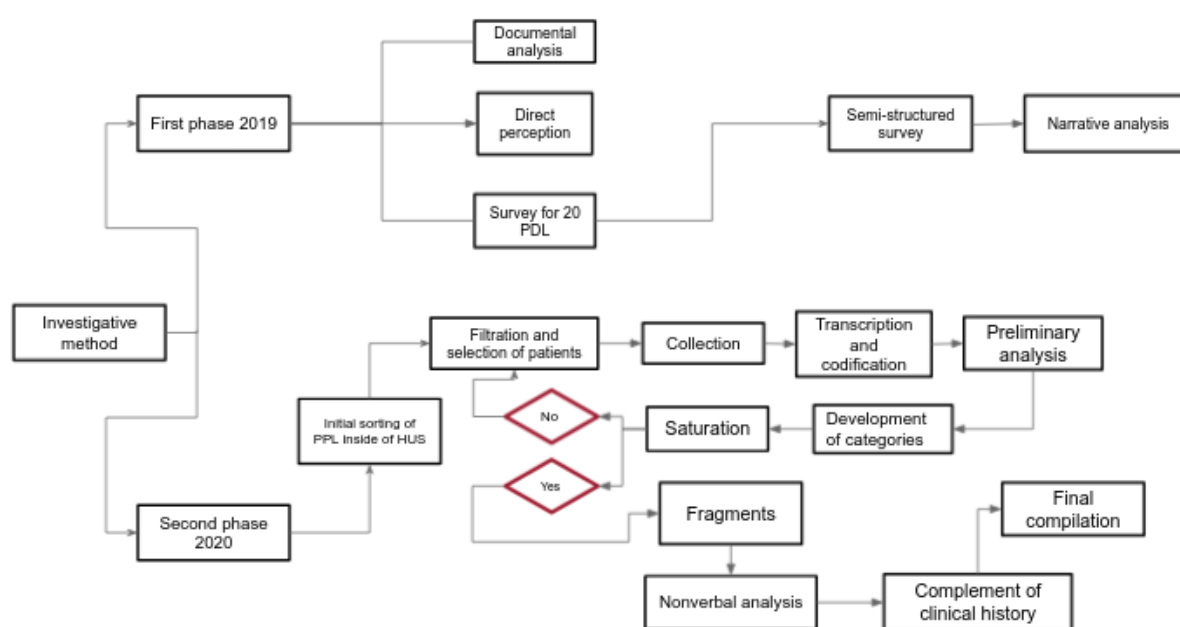 Documental
analysis
First phase 2019
Direct
perception
Semi-structured
survey
Narrative analysis
Survey for 20
PDL
Investigative
method
Filtration and
selection of patients
Collection
Transcription
and
codification
Preliminary
analysis
Initial sorting of
PPL inside of HUS
No
Saturation
Development
of categories
Yes
Second phase
2020
Fragments
Final
compilation
Nonverbal analysis
Complement of
clinical history